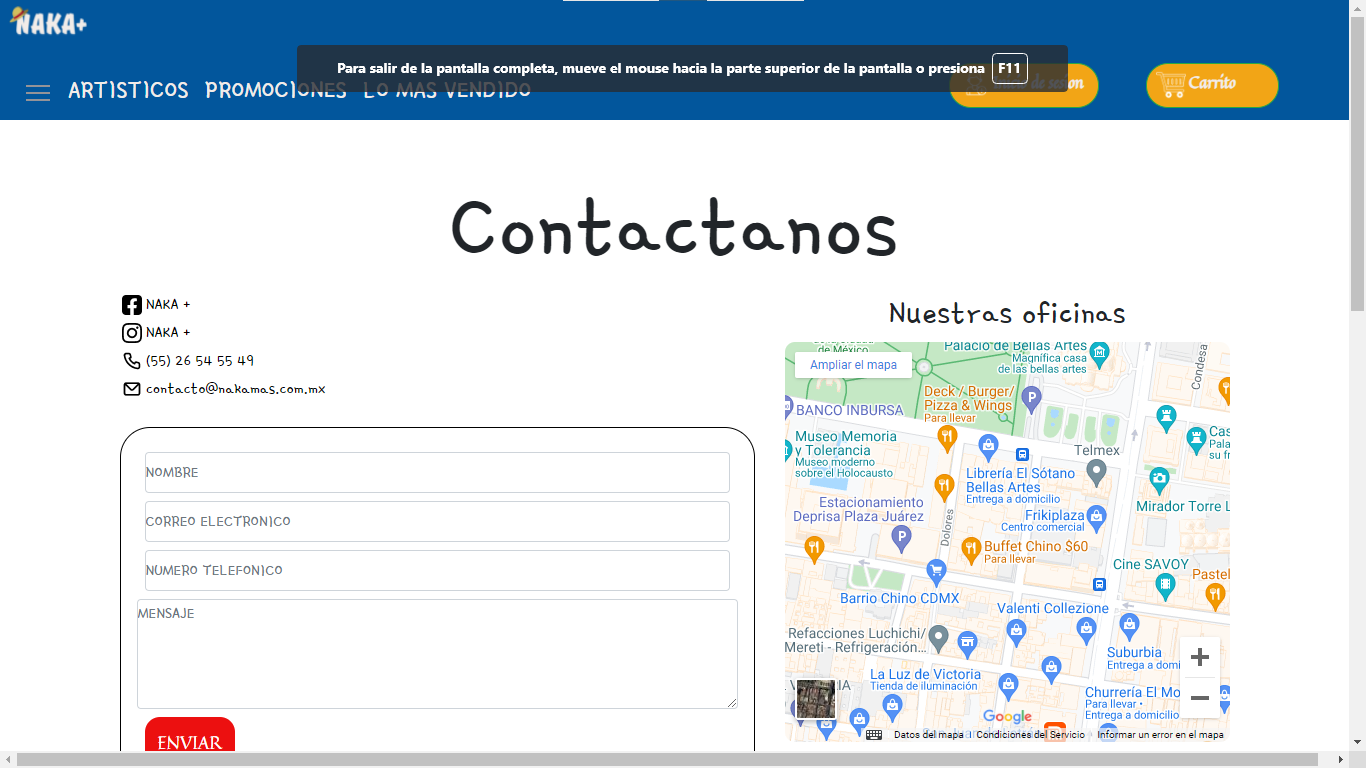 NAKA+
Para salir de la pantalla completa, mueve el mouse hacia la parte superior de la pantalla o presiona F11
ARTISTICOS PROMOCIONES LO MAS VENDIDO
Carrito
Contactanos
NAKA +
NAKA +
(55) 26 54 55 49
contacto@nakamas.com.mx
NOMBRE
CORREO ELECTRONICO
NUMERO TELEFONICO
MENSAJE
ENVIAR
Nuestras oficinas
de México
Palacio de Bellas Artes
Magnífica casa
de las bellas artes
Condesa
Ampliar el mapa
Deck / Burger/
Pizza & Wings
Para llevar
BANCO INBURSA
Museo Memoria
y Tolerancia
Museo moderno
sobre el Holocausto
Telmex
Librería El Sótano
Bellas Artes
Entrega a domicilio
Estacionamiento
Deprisa Plaza Juárez
Frikiplaza
Centro comercial
Mirador Torre L
Dolores
Buffet Chino $60
Para llevar
Cine SAVOY
Pastel
Barrio Chino CDMX
Valenti Collezione
Refacciones Luchichi/
Mereti - Refrigeración...
Suburbia
Entrega a domi
La Luz de Victoria
Tienda de iluminación
Churrería El Mo
Para llevar •
Entrega a domicilio
Google
Datos del mapa
Condiciones del Servicio
Informar un error en el mapa